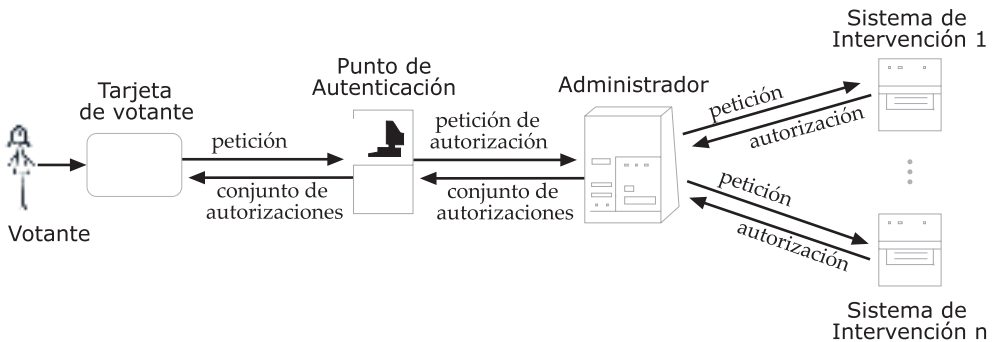 Sistema de
Intervención 1
Punto de
Autenticación
Administrador
Tarjeta
de votante
petición
petición de
autorización
petición
autorización
conjunto de
autorizaciones
conjunto de
autorizaciones
petición
autorización
Votante
Sistema de
Intervención n